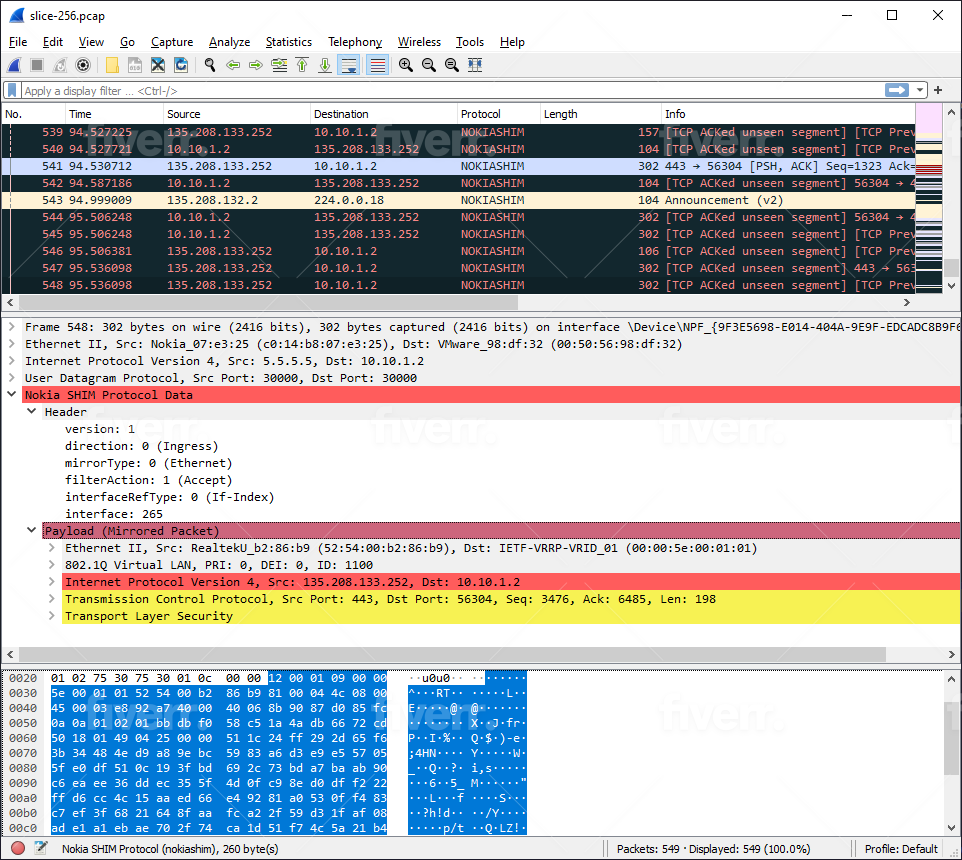 slice-256.pcap
File Edit View Go Capture Analyze Statistics Telephony Wireless Tools Help
Apply a display filter ... <Ctrl-/>
No. Time Source Destination Protocol Length Info
539 94.527225 135.208.133.252 10.10.1.2 NOKIASHIM 157 [TCP ACKed unseen segment] [TCP Prev
540 94.527721 10.10.1.2 135.208.133.252 NOKIASHIM 104 [TCP ACKed unseen segment] [TCP Prev
541 94.530712 135.208.133.252 10.10.1.2 NOKIASHIM 302 443 → 56304 [PSH, ACK] Seq=1323 Ack=
542 94.587186 10.10.1.2 135.208.133.252 NOKIASHIM 104 [TCP ACKed unseen segment] 56304 → 4
543 94.999009 135.208.132.2 224.0.0.18 NOKIASHIM 104 Announcement (v2)
544 95.506248 10.10.1.2 135.208.133.252 NOKIASHIM 302 [TCP ACKed unseen segment] 56304 → 4
545 95.506248 10.10.1.2 135.208.133.252 NOKIASHIM 302 [TCP ACKed unseen segment] [TCP Prev
546 95.506381 135.208.133.252 10.10.1.2 NOKIASHIM 106 [TCP ACKed unseen segment] [TCP Prev
547 95.536098 135.208.133.252 10.10.1.2 NOKIASHIM 302 [TCP ACKed unseen segment] 443 → 563
548 95.536098 135.208.133.252 10.10.1.2 NOKIASHIM 302 [TCP ACKed unseen segment] [TCP Prev
Frame 548: 302 bytes on wire (2416 bits), 302 bytes captured (2416 bits) on interface \Device\NPF_{9F3E5698-E014-404A-9E9F-EDCADC8B9F6
Ethernet II, Src: Nokia_07:e3:25 (c0:14:b8:07:e3:25), Dst: VMware_98:df:32 (00:50:56:98:df:32)
Internet Protocol Version 4, Src: 5.5.5.5, Dst: 10.10.1.2
User Datagram Protocol, Src Port: 30000, Dst Port: 30000
Nokia SHIM Protocol Data
Header
version: 1
direction: 0 (Ingress)
mirrorType: 0 (Ethernet)
filterAction: 1 (Accept)
interfaceRefType: 0 (If-Index)
interface: 265
Payload (Mirrored Packet)
Ethernet II, Src: RealtekU_b2:86:b9 (52:54:00:b2:86:b9), Dst: IETF-VRRP-VRID_01 (00:00:5e:00:01:01)
802.1Q Virtual LAN, PRI: 0, DEI: 0, ID: 1100
Internet Protocol Version 4, Src: 135.208.133.252, Dst: 10.10.1.2
Transmission Control Protocol, Src Port: 443, Dst Port: 56304, Seq: 3476, Ack: 6485, Len: 198
Transport Layer Security
0020 01 02 75 30 75 30 01 0c 00 00 12 00 01 09 00 00 ··u0u0·· ········
0030 5e 00 01 01 52 54 00 b2 86 b9 81 00 04 4c 08 00 ^···RT·· ·····L··
0040 45 00 03 e8 92 a7 40 00 40 06 8b 90 87 d0 85 fc E·····@· @·······
0050 0a 0a 01 02 01 bb db f0 58 c5 1a 4a db 66 72 cd ········ X··J·fr·
0060 50 18 01 49 04 25 00 00 51 1c 24 ff 29 2d 65 f6 P··I·%·· Q·$·)-e·
0070 3b 34 48 4e d9 a8 9e bc 59 83 a6 d3 e9 e5 57 05 ;4HN···· Y·····W·
0080 5f e0 df 51 0c 19 3f bd 69 2c 73 bd a7 ba ab 90 _··Q··?· i,s·····
0090 c6 ea ee 36 dd ec 35 5f 4d 0f c9 8e d0 df f2 22 ···6··5_ M······"
00a0 ff d6 cc 4c 15 aa ed 66 e4 92 81 a0 53 0f f4 83 ···L···f ····S···
00b0 c7 ef 3f 68 21 64 8f aa fc a2 2f 59 d3 1f af 08 ··?h!d·· ··/Y····
00c0 ad e1 a1 eb ae 70 2f 74 ca 1d 51 f7 4c 5a 21 b4 ·····p/t ··Q·LZ!·
Nokia SHIM Protocol (nokiashim), 260 byte(s) Packets: 549 · Displayed: 549 (100.0%) Profile: Default
fiverr.
fiverr.
fiverr.
fiverr.
fiverr.
fiverr.
fiverr.
fiverr.